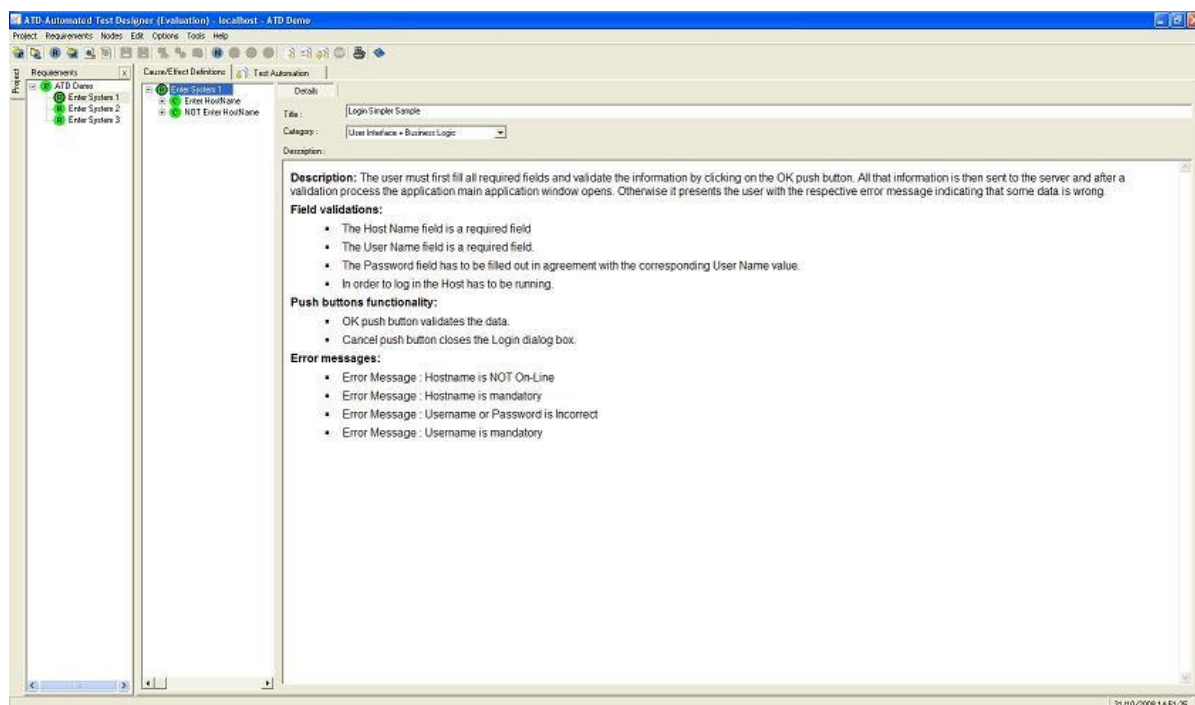 ATD-Automated Test Designer (Evaluation) - localhost - ATD Demo
Project Requirements Nodes Edit Options Tools Help
Project
Requirements
ATD Demo
Enter System 1
Enter System 2
Enter System 3
Cause/Effect Definitions
Test Automation
Enter System 1
Enter HostName
NOT Enter HostName
Details
Title :
Login Simpler Sample
Category :
User Interface + Business Logic
Description :
Description: The user must first fill all required fields and validate the information by clicking on the OK push button. All that information is then sent to the server and after a
validation process the application main application window opens. Otherwise it presents the user with the respective error message indicating that some data is wrong.
Field validations:
▪ The Host Name field is a required field
▪ The User Name field is a required field.
▪ The Password field has to be filled out in agreement with the corresponding User Name value.
▪ In order to log in the Host has to be running.
Push buttons functionality:
▪ OK push button validates the data.
▪ Cancel push button closes the Login dialog box.
Error messages:
▪ Error Message : Hostname is NOT On-Line
▪ Error Message : Hostname is mandatory
▪ Error Message : Username or Password is Incorrect
▪ Error Message : Username is mandatory